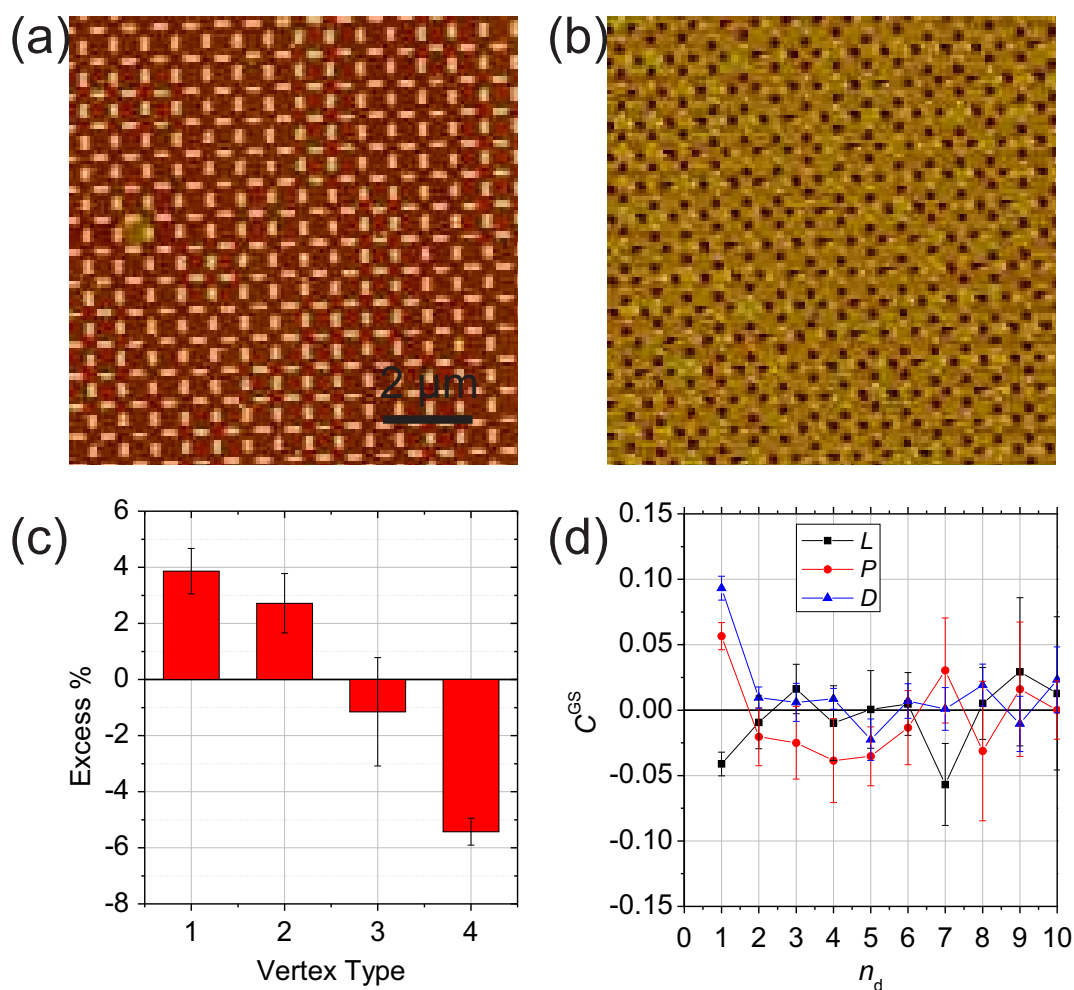 (a)
(b)
2 μm
(c)
6
4
2
0
-2
-4
-6
-8
Excess %
1 2 3 4
Vertex Type
(d)
0.15
0.10
0.05
0.00
-0.05
-0.10
-0.15
C^GS
L
P
D
0 1 2 3 4 5 6 7 8 9 10
n_d